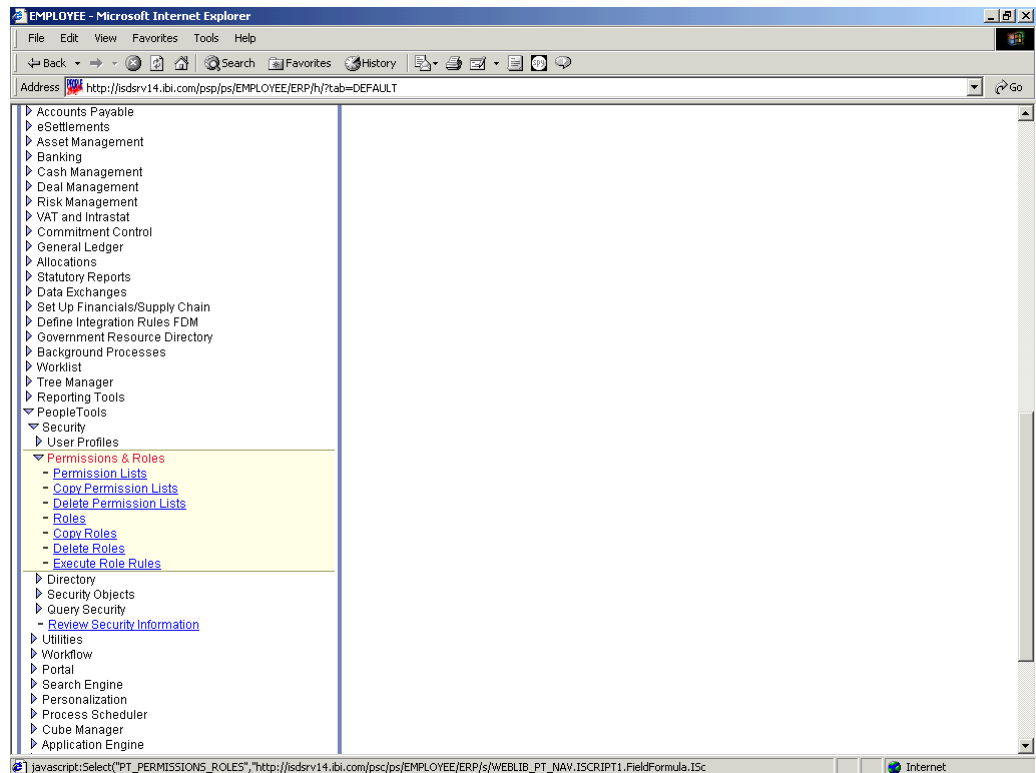 EMPLOYEE - Microsoft Internet Explorer
File Edit View Favorites Tools Help
Back Search Favorites History
Address http://isdsrv14.ibi.com/psp/ps/EMPLOYEE/ERP/h/?tab=DEFAULT Go
Accounts Payable
eSettlements
Asset Management
Banking
Cash Management
Deal Management
Risk Management
VAT and Intrastat
Commitment Control
General Ledger
Allocations
Statutory Reports
Data Exchanges
Set Up Financials/Supply Chain
Define Integration Rules FDM
Government Resource Directory
Background Processes
Worklist
Tree Manager
Reporting Tools
PeopleTools
Security
User Profiles
Permissions & Roles
- Permission Lists
- Copy Permission Lists
- Delete Permission Lists
- Roles
- Copy Roles
- Delete Roles
- Execute Role Rules
Directory
Security Objects
Query Security
- Review Security Information
Utilities
Workflow
Portal
Search Engine
Personalization
Process Scheduler
Cube Manager
Application Engine
javascript:Select("PT_PERMISSIONS_ROLES","http://isdsrv14.ibi.com/psc/ps/EMPLOYEE/ERP/s/WEBLIB_PT_NAV.ISCRIPT1.FieldFormula.ISc Internet